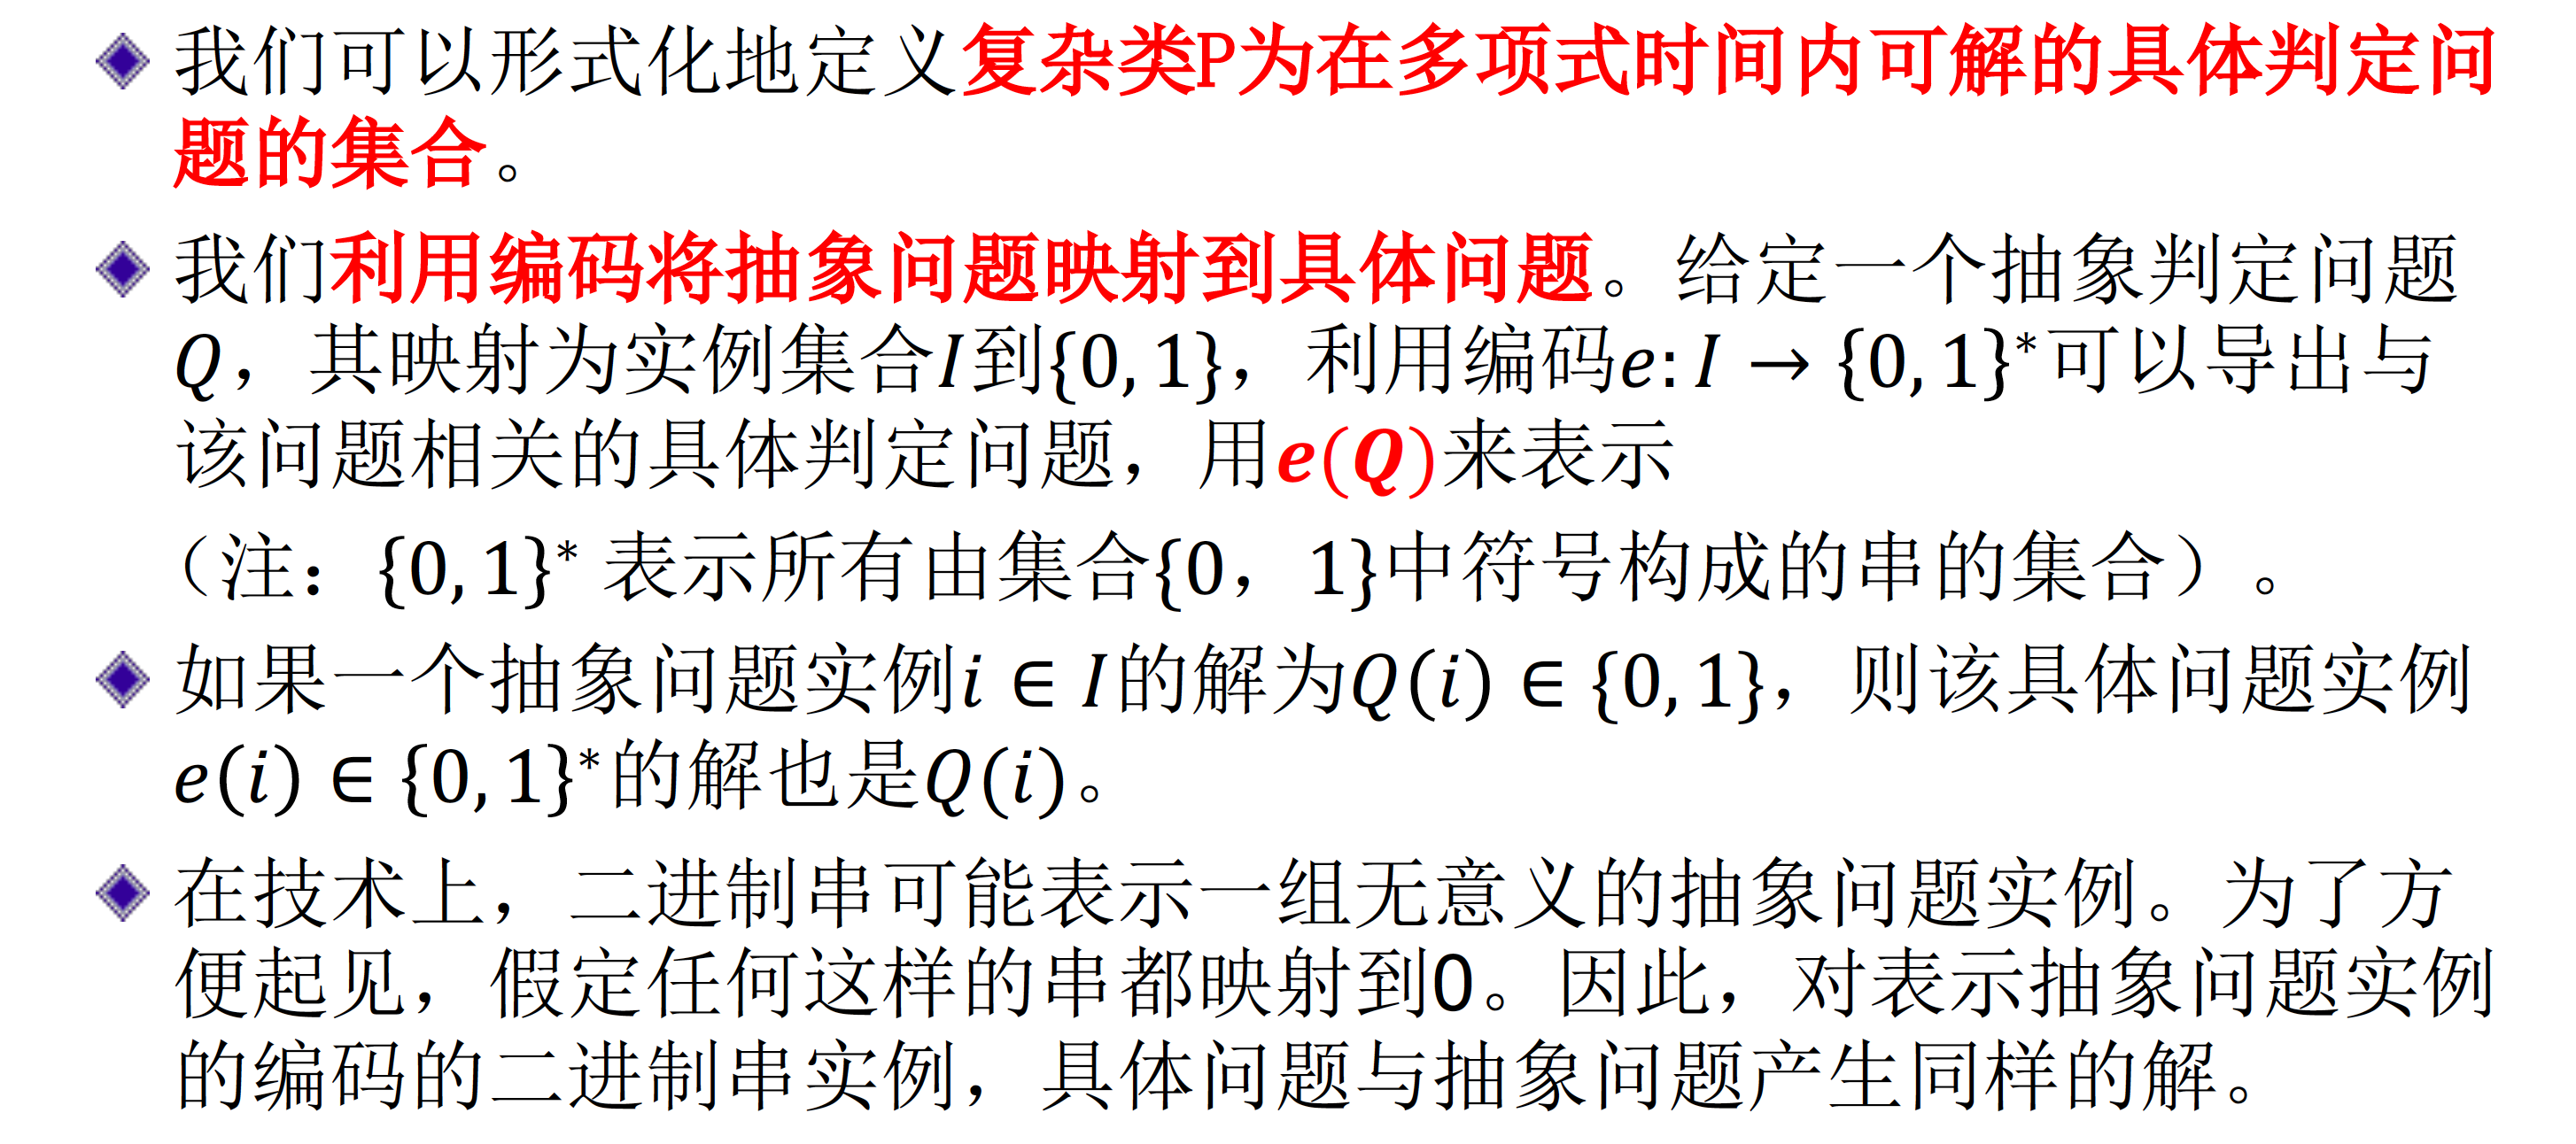 我们可以形式化地定义复杂类P为在多项式时间内可解的具体判定问
题的集合。
我们利用编码将抽象问题映射到具体问题。给定一个抽象判定问题
Q，其映射为实例集合I到{0,1}，利用编码e:I → {0,1}*可以导出与
该问题相关的具体判定问题，用e(Q)来表示
（注：{0,1}* 表示所有由集合{0，1}中符号构成的串的集合）。
如果一个抽象问题实例i ∈ I的解为Q(i) ∈ {0,1}，则该具体问题实例
e(i) ∈ {0,1}*的解也是Q(i)。
在技术上，二进制串可能表示一组无意义的抽象问题实例。为了方
便起见，假定任何这样的串都映射到0。因此，对表示抽象问题实例
的编码的二进制串实例，具体问题与抽象问题产生同样的解。